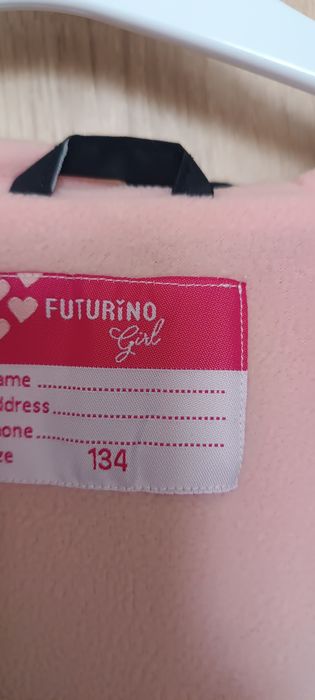 FUTURiNO
Girl
ame
ddress
hone
ze 134